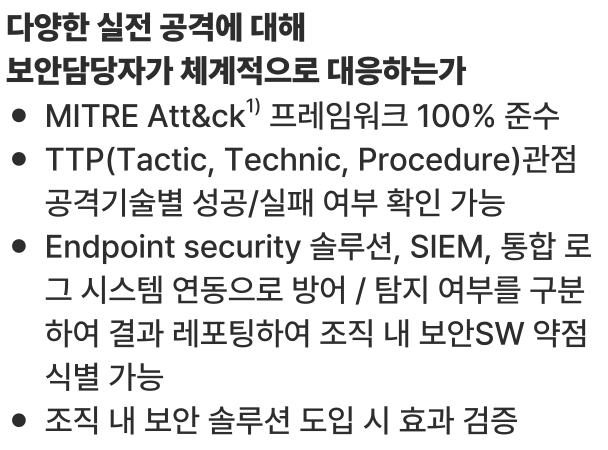 다양한 실전 공격에 대해
보안담당자가 체계적으로 대응하는가
• MITRE Att&ck1) 프레임워크 100% 준수
• TTP(Tactic, Technic, Procedure)관점
공격기술별 성공/실패 여부 확인 가능
• Endpoint security 솔루션, SIEM, 통합 로
그 시스템 연동으로 방어 / 탐지 여부를 구분
하여 결과 레포팅하여 조직 내 보안SW 약점
식별 가능
• 조직 내 보안 솔루션 도입 시 효과 검증